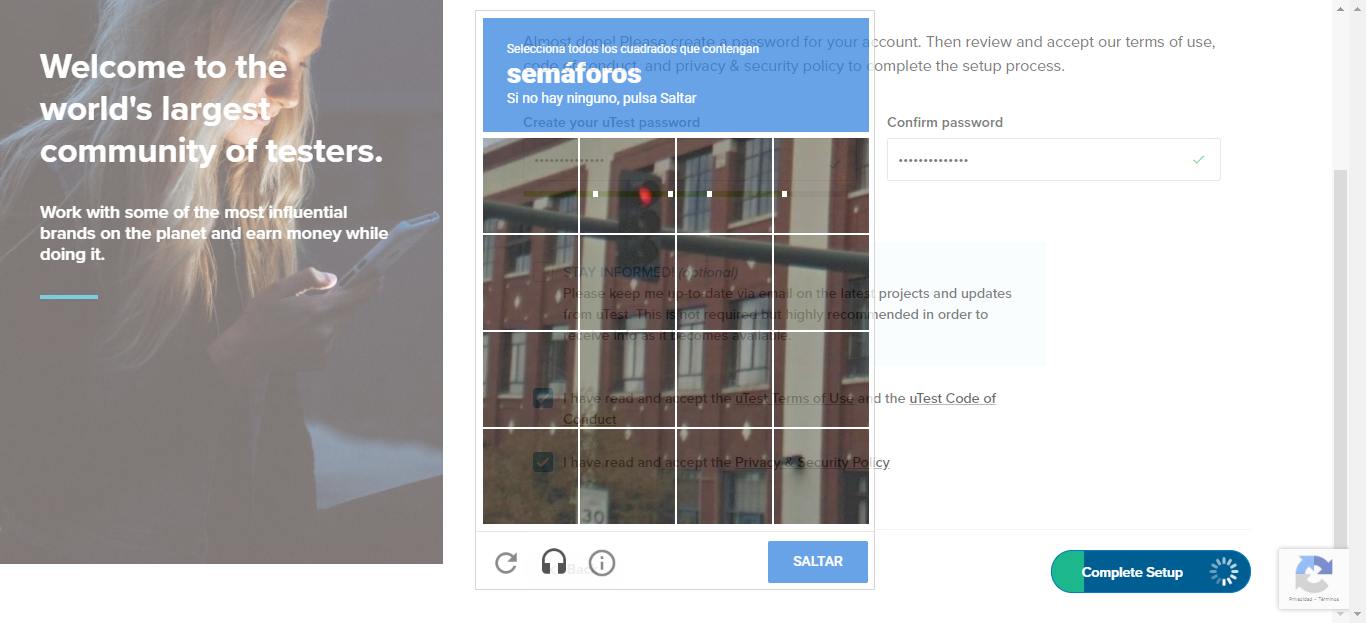 Welcome to the
world's largest
community of testers.
Work with some of the most influential
brands on the planet and earn money while
doing it.
Almost done! Please create a password for your account. Then review and accept our terms of use,
code of conduct, and privacy & security policy to complete the setup process.
Selecciona todos los cuadrados que contengan
semáforos
Si no hay ninguno, pulsa Saltar
Create your uTest password
Confirm password
••••••••••••••
••••••••••••••
STAY INFORMED! (optional)
Please keep me up-to date via email on the latest projects and updates
from uTest. This is not required but highly recommended in order to
receive info as it becomes available.
I have read and accept the uTest Terms of Use and the uTest Code of
Conduct
I have read and accept the Privacy & Security Policy
30
SALTAR
Back
Complete Setup
Privacidad - Términos